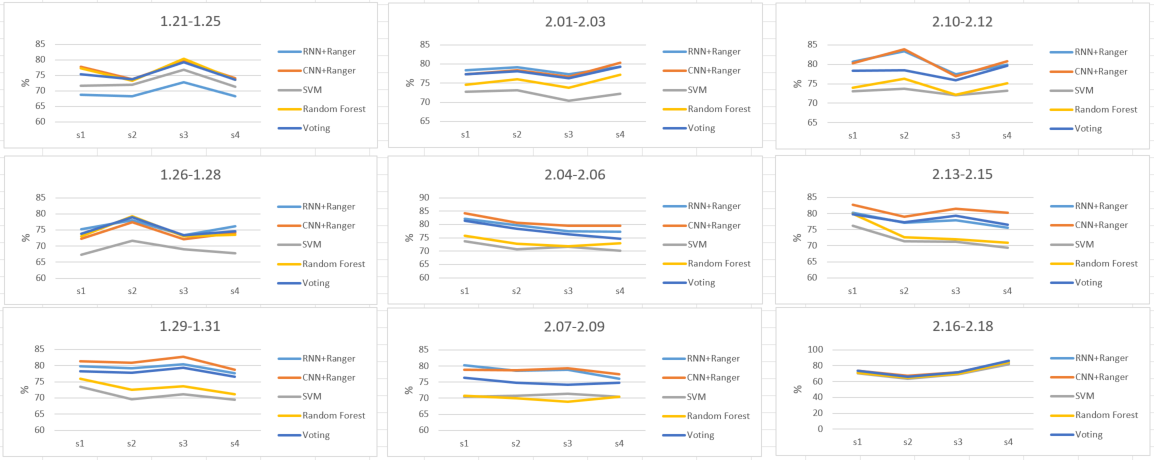 1.21-1.25
85
80
75
70
65
60
%
s1 s2 s3 s4
RNN+Ranger
CNN+Ranger
SVM
Random Forest
Voting
2.01-2.03
85
80
75
70
65
%
s1 s2 s3 s4
RNN+Ranger
CNN+Ranger
SVM
Random Forest
Voting
2.10-2.12
85
80
75
70
65
%
s1 s2 s3 s4
RNN+Ranger
CNN+Ranger
SVM
Random Forest
Voting
1.26-1.28
85
80
75
70
65
60
%
s1 s2 s3 s4
RNN+Ranger
CNN+Ranger
SVM
Random Forest
Voting
2.04-2.06
90
85
80
75
70
65
60
%
s1 s2 s3 s4
RNN+Ranger
CNN+Ranger
SVM
Random Forest
Voting
2.13-2.15
85
80
75
70
65
60
%
s1 s2 s3 s4
RNN+Ranger
CNN+Ranger
SVM
Random Forest
Voting
1.29-1.31
85
80
75
70
65
60
%
s1 s2 s3 s4
RNN+Ranger
CNN+Ranger
SVM
Random Forest
Voting
2.07-2.09
85
80
75
70
65
60
%
s1 s2 s3 s4
RNN+Ranger
CNN+Ranger
SVM
Random Forest
Voting
2.16-2.18
100
80
60
40
20
0
%
s1 s2 s3 s4
RNN+Ranger
CNN+Ranger
SVM
Random Forest
Voting